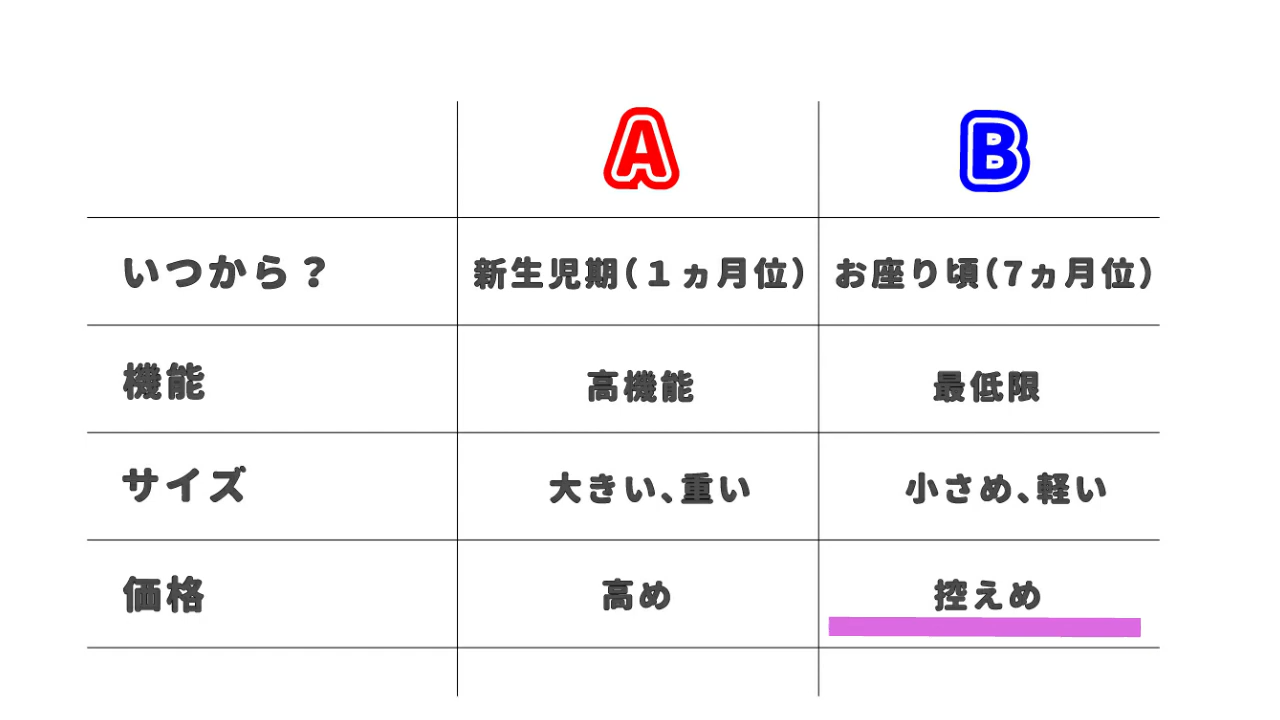 A B
いつから？ 新生児期(１ヵ月位) お座り頃(7ヵ月位)
機能 高機能 最低限
サイズ 大きい、重い 小さめ、軽い
価格 高め 控えめ